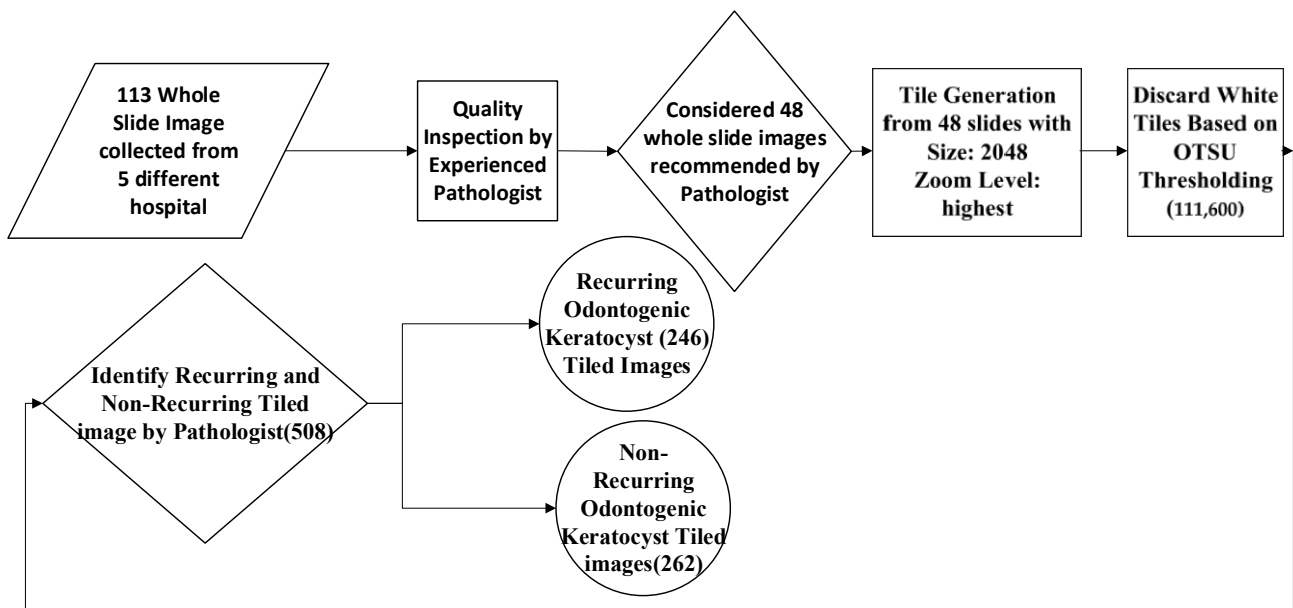 113 Whole
Slide Image
collected from
5 different
hospital
Quality
Inspection by
Experienced
Pathologist
Considered 48
whole slide images
recommended by
Pathologist
Tile Generation
from 48 slides with
Size: 2048
Zoom Level:
highest
Discard White
Tiles Based on
OTSU
Thresholding
(111,600)
Identify Recurring and
Non-Recurring Tiled
image by Pathologist(508)
Recurring
Odontogenic
Keratocyst (246)
Tiled Images
Non-
Recurring
Odontogenic
Keratocyst Tiled
images(262)